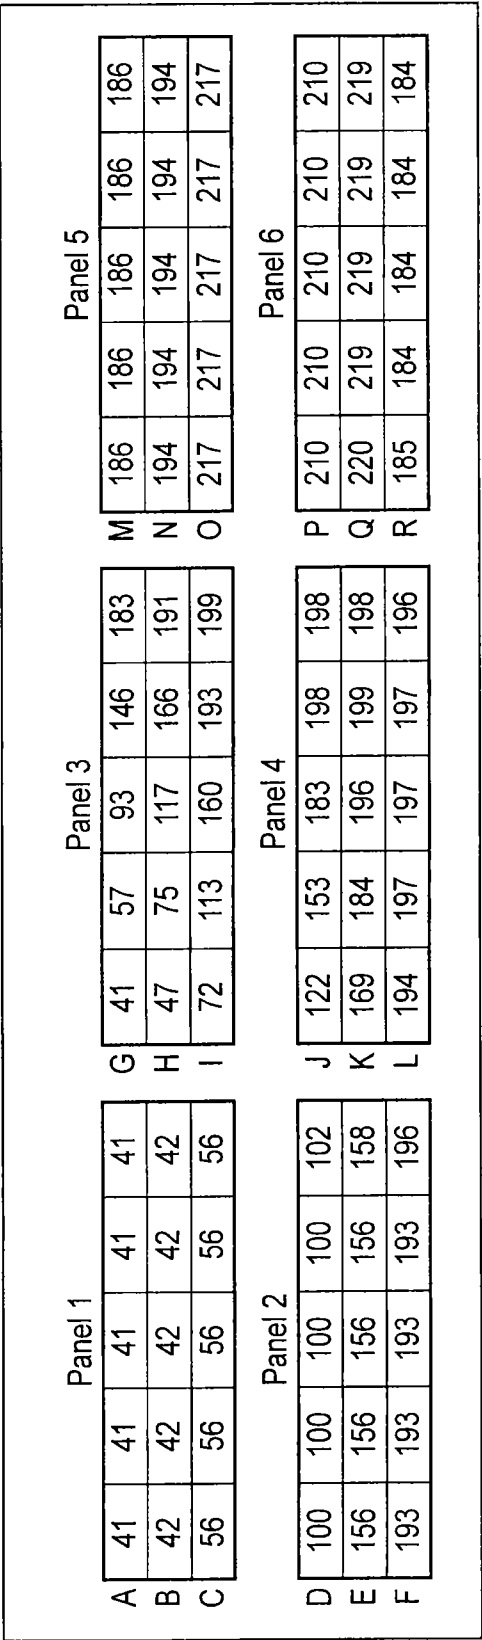 Panel 1
A 41 41 41 41 41
B 42 42 42 42 42
C 56 56 56 56 56
Panel 2
D 100 100 100 100 102
E 156 156 156 156 158
F 193 193 193 193 196
Panel 3
G 41 57 93 146 183
H 47 75 117 166 191
I 72 113 160 193 199
Panel 4
J 122 153 183 198 198
K 169 184 196 199 198
L 194 197 197 197 196
Panel 5
M 186 186 186 186 186
N 194 194 194 194 194
O 217 217 217 217 217
Panel 6
P 210 210 210 210 210
Q 220 219 219 219 219
R 185 184 184 184 184